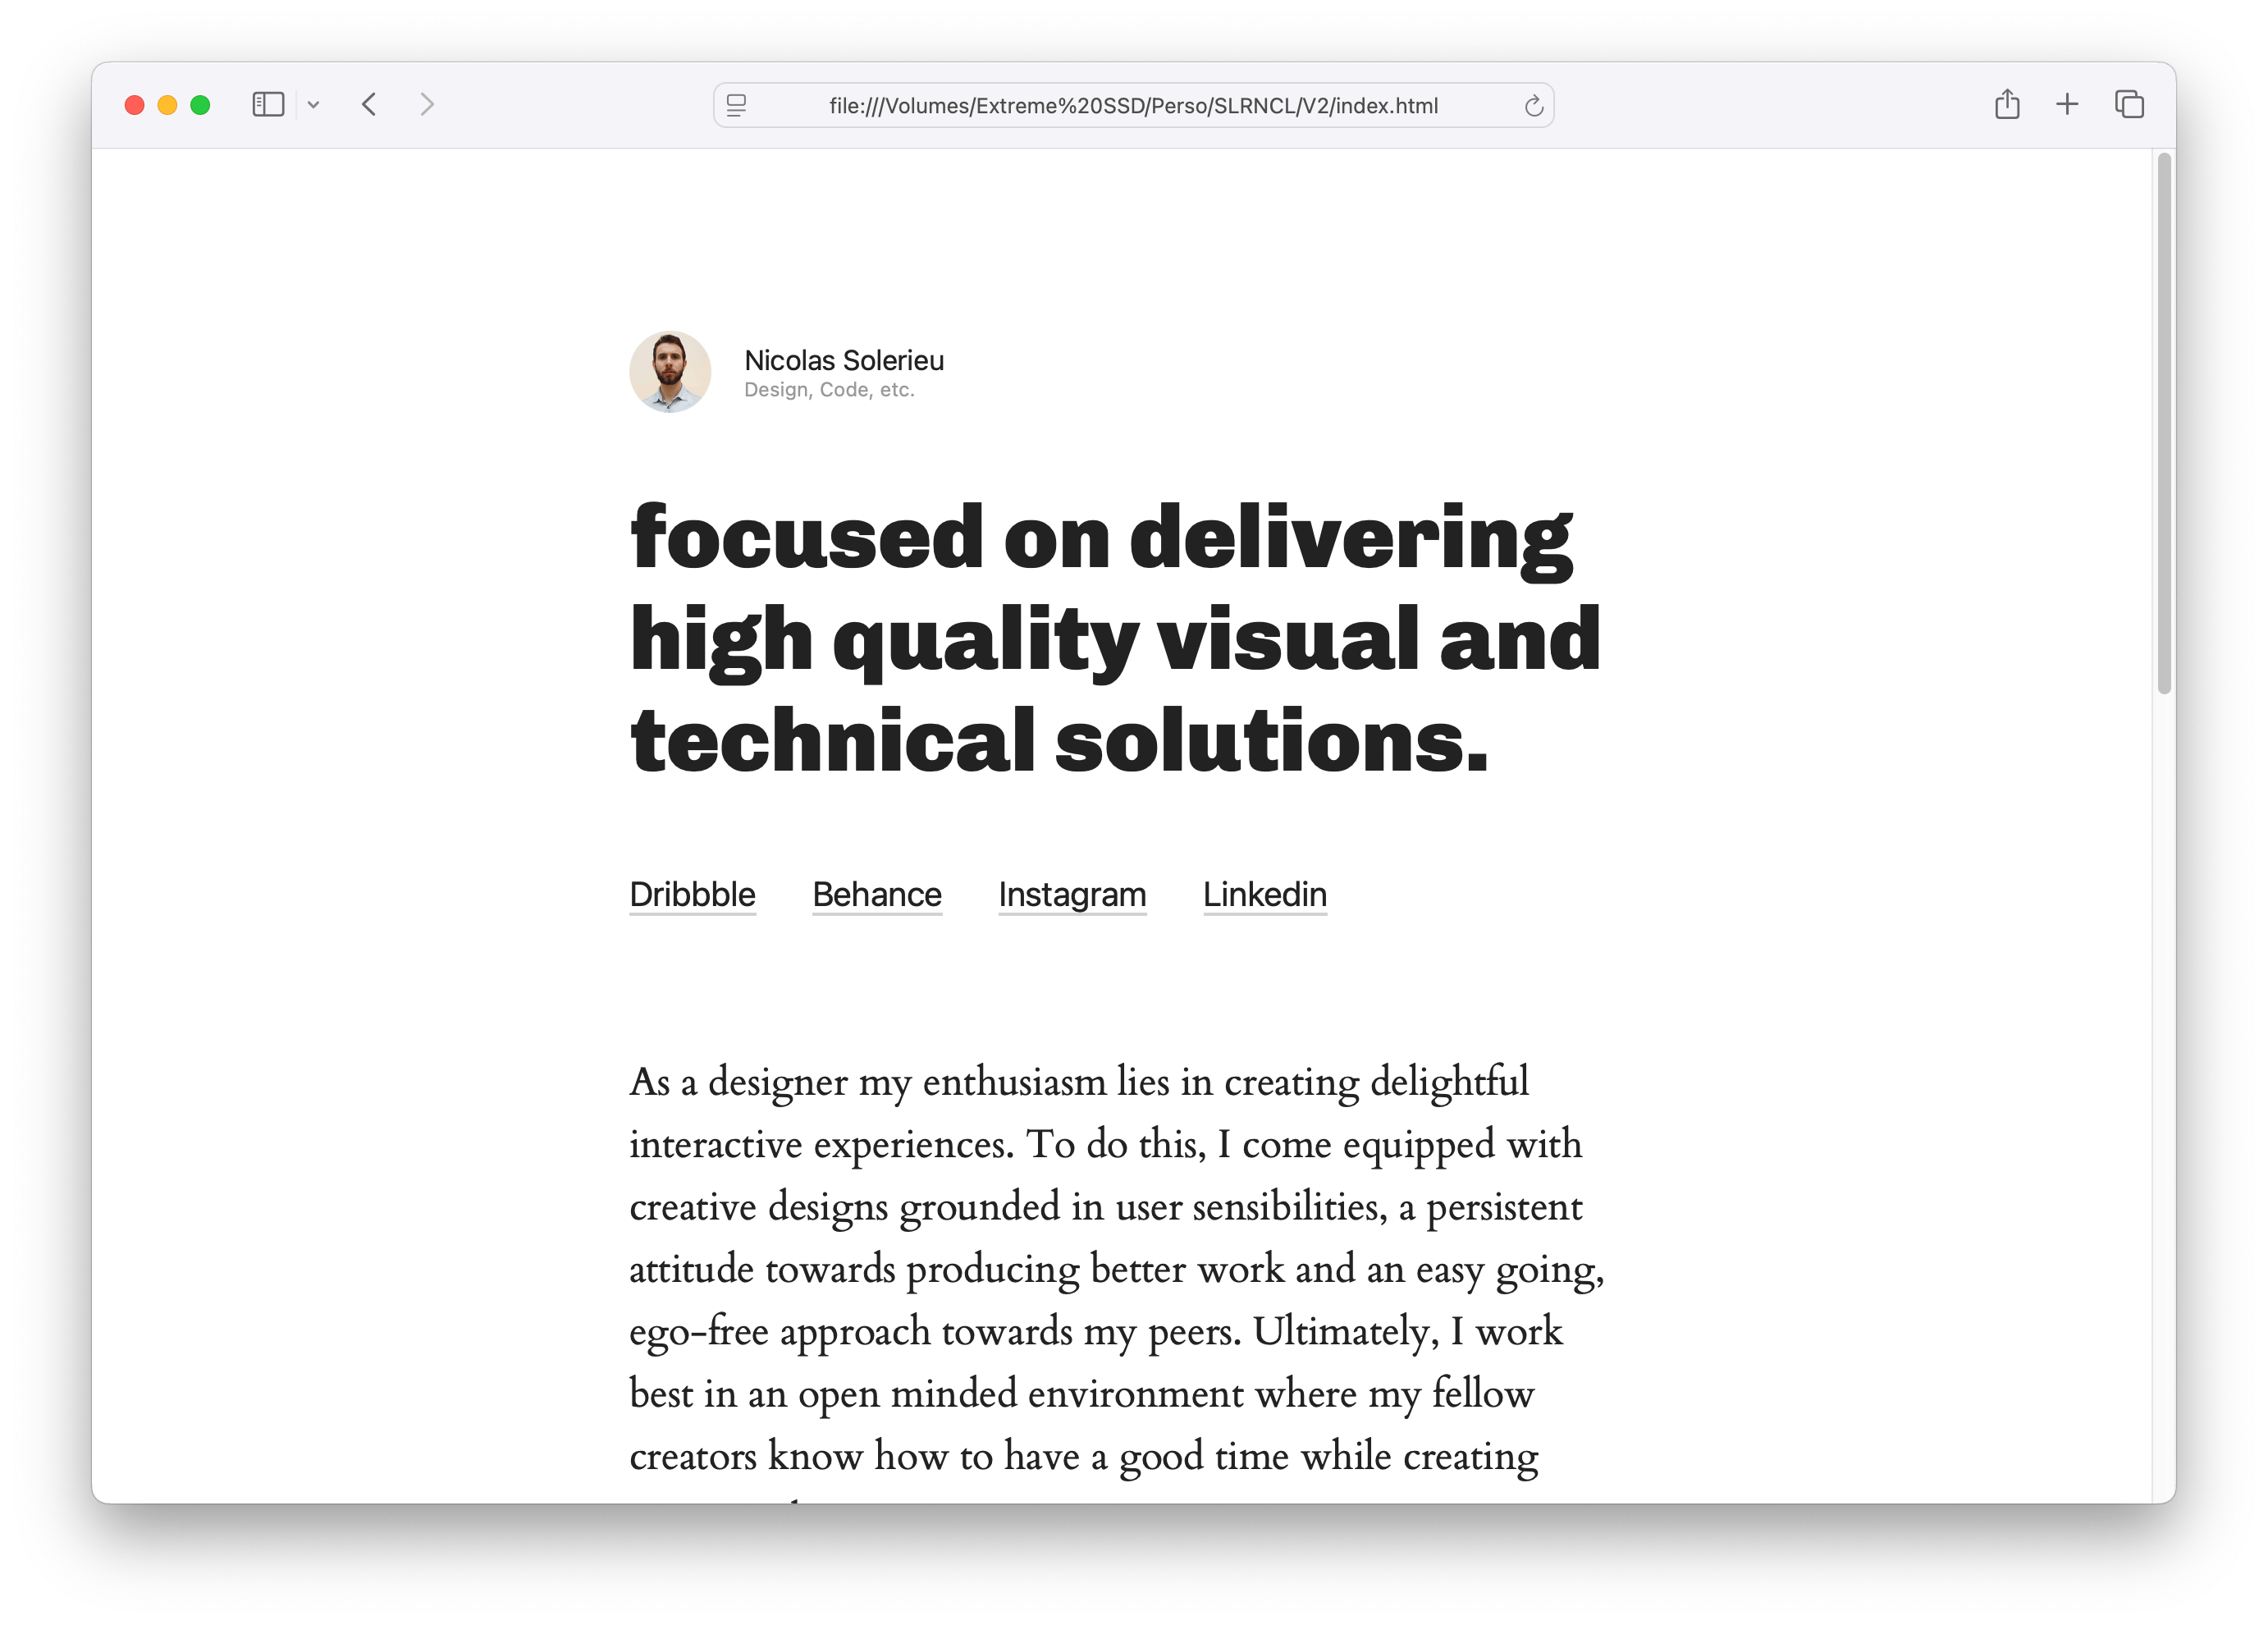 file:///Volumes/Extreme%20SSD/Perso/SLRNCL/V2/index.html
Nicolas Solerieu
Design, Code, etc.
focused on delivering
high quality visual and
technical solutions.
Dribbble Behance Instagram Linkedin
As a designer my enthusiasm lies in creating delightful
interactive experiences. To do this, I come equipped with
creative designs grounded in user sensibilities, a persistent
attitude towards producing better work and an easy going,
ego-free approach towards my peers. Ultimately, I work
best in an open minded environment where my fellow
creators know how to have a good time while creating